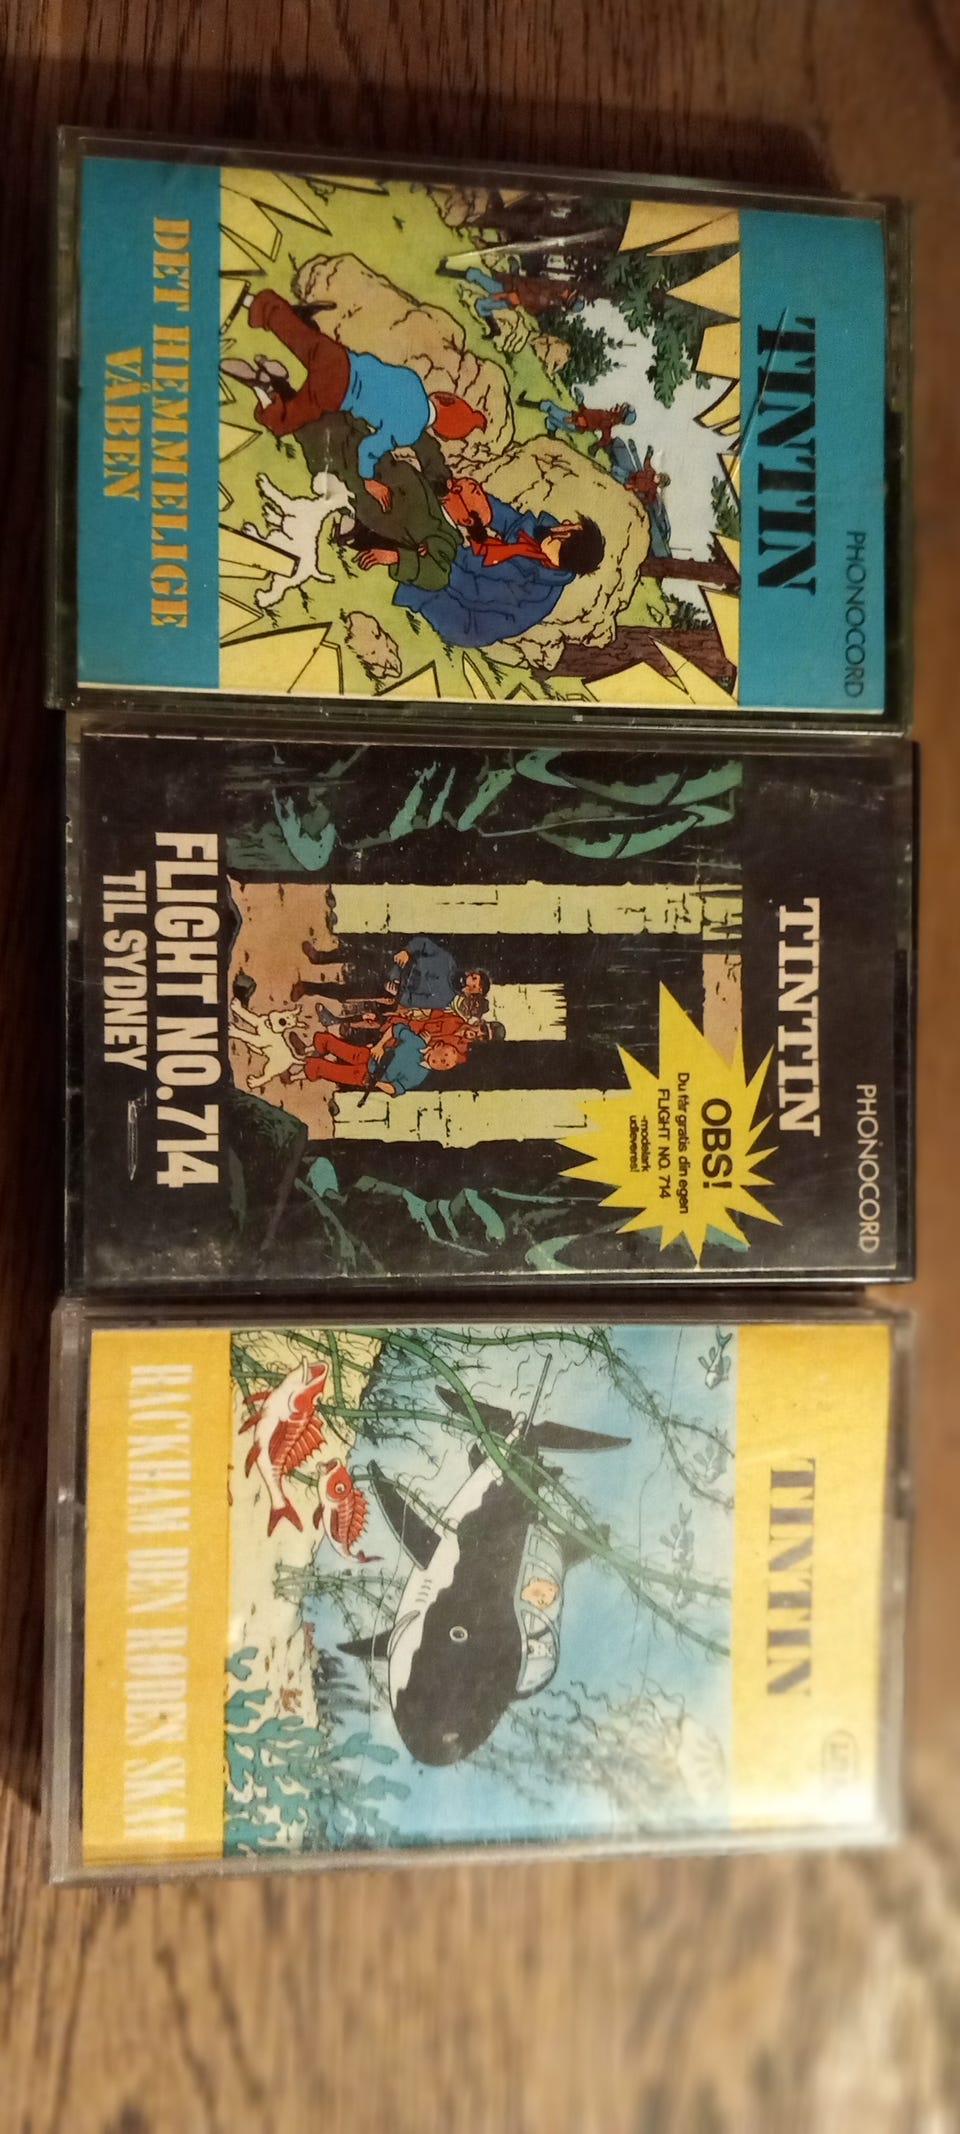 PHONOCORD
TINTIN
DET HEMMELIGE
VÅBEN
PHONOCORD
TINTIN
OBS!
Du får gratis din egen
FLIGHT NO. 714
-modelark
udleveres!
FLIGHT NO. 714
TIL SYDNEY
TINTIN
RACKHAM DEN RØDES SKAT